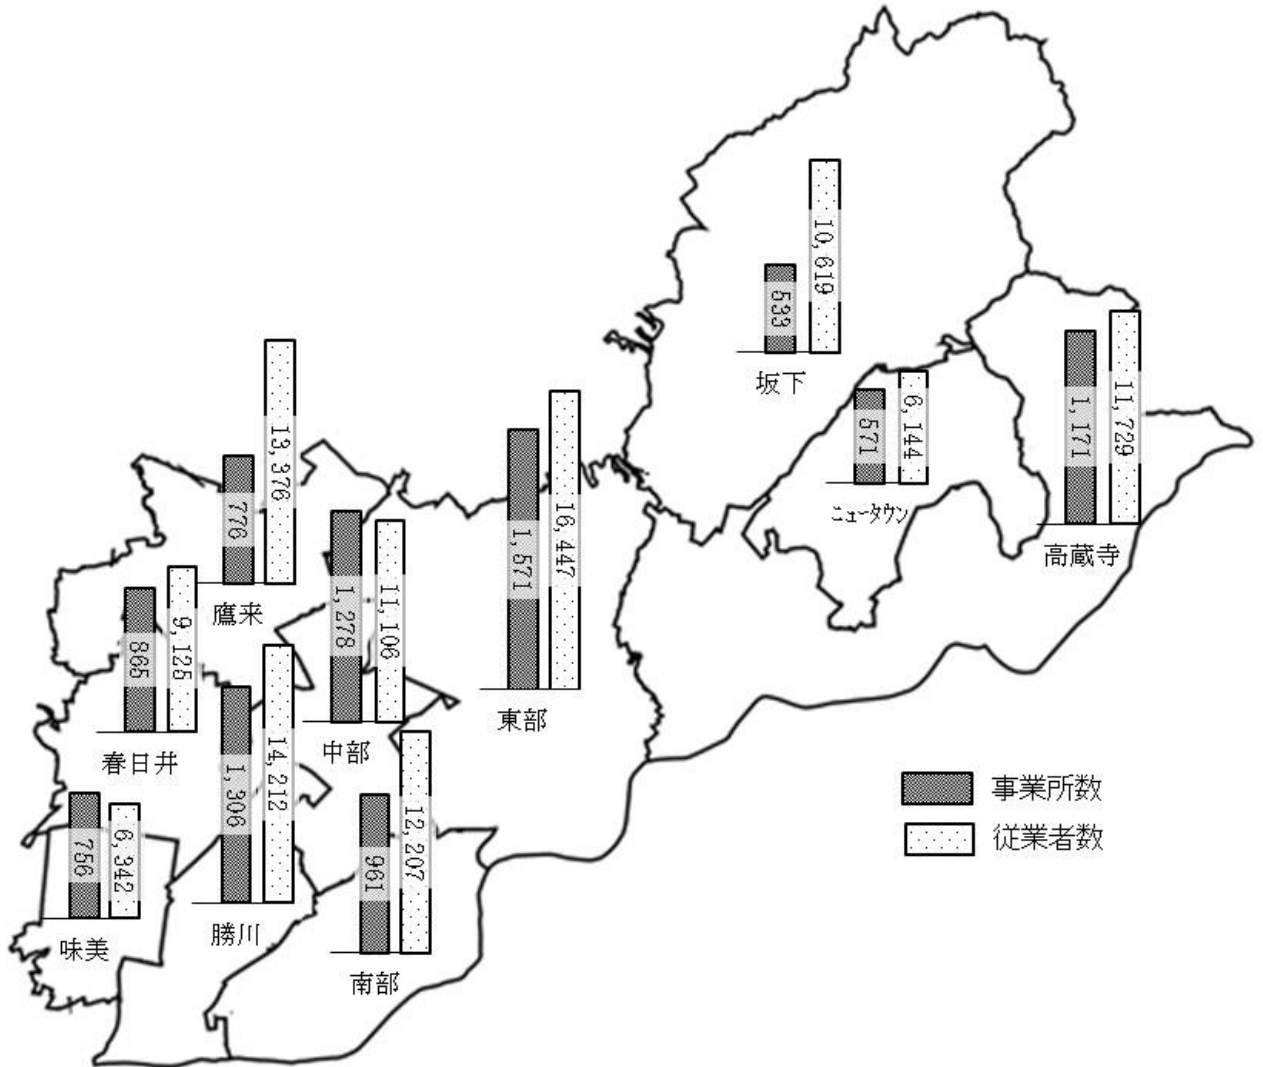 10,619
533
坂下
6,144
571
ニュータウン
11,729
1,171
高蔵寺
13,376
776
鷹来
16,447
1,571
東部
11,106
1,278
中部
9,125
865
春日井
14,212
1,306
勝川
12,207
961
南部
6,342
756
味美
事業所数
従業者数